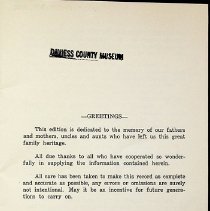 DAVIESS COUNTY MUSEUM
—GREETINGS—
This edition is dedicated to the memory of our fathers
and mothers, uncles and aunts who have left us this great
family heritage.
All due thanks to all who have cooperated so wonder-
fully in supplying the information contained herein.
All care has been taken to make this record as complete
and accurate as possible, any errors or omissions are surely
not intentional. May it be an incentive for future genera-
tions to carry on.